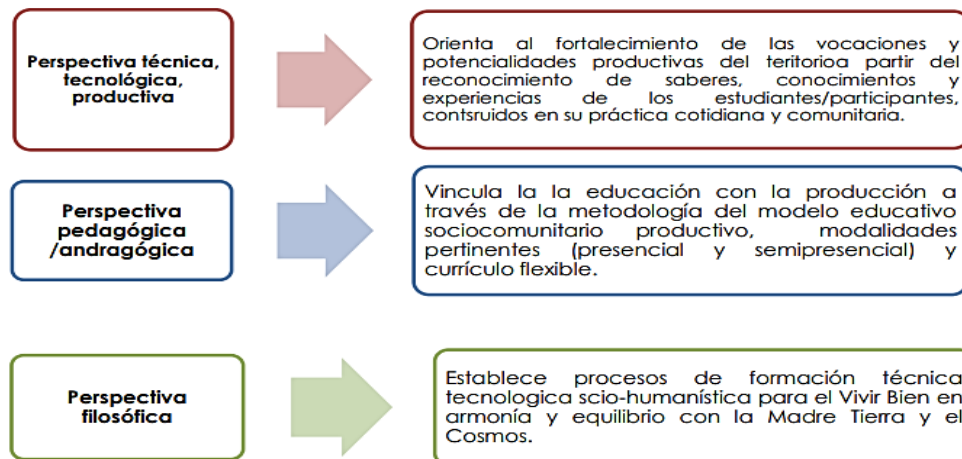 Perspectiva técnica,
tecnológica,
productiva
Orienta al fortalecimiento de las vocaciones y
potencialidades productivas del teritorioa partir del
reconocimiento de saberes, conocimientos y
experiencias de los estudiantes/participantes,
contsruidos en su práctica cotidiana y comunitaria.
Perspectiva
pedagógica
/andragógica
Vincula la la educación con la producción a
través de la metodología del modelo educativo
sociocomunitario productivo, modalidades
pertinentes (presencial y semipresencial) y
currículo flexible.
Perspectiva
filosófica
Establece procesos de formación técnica
tecnologica scio-humanística para el Vivir Bien en
armonía y equilibrio con la Madre Tierra y el
Cosmos.